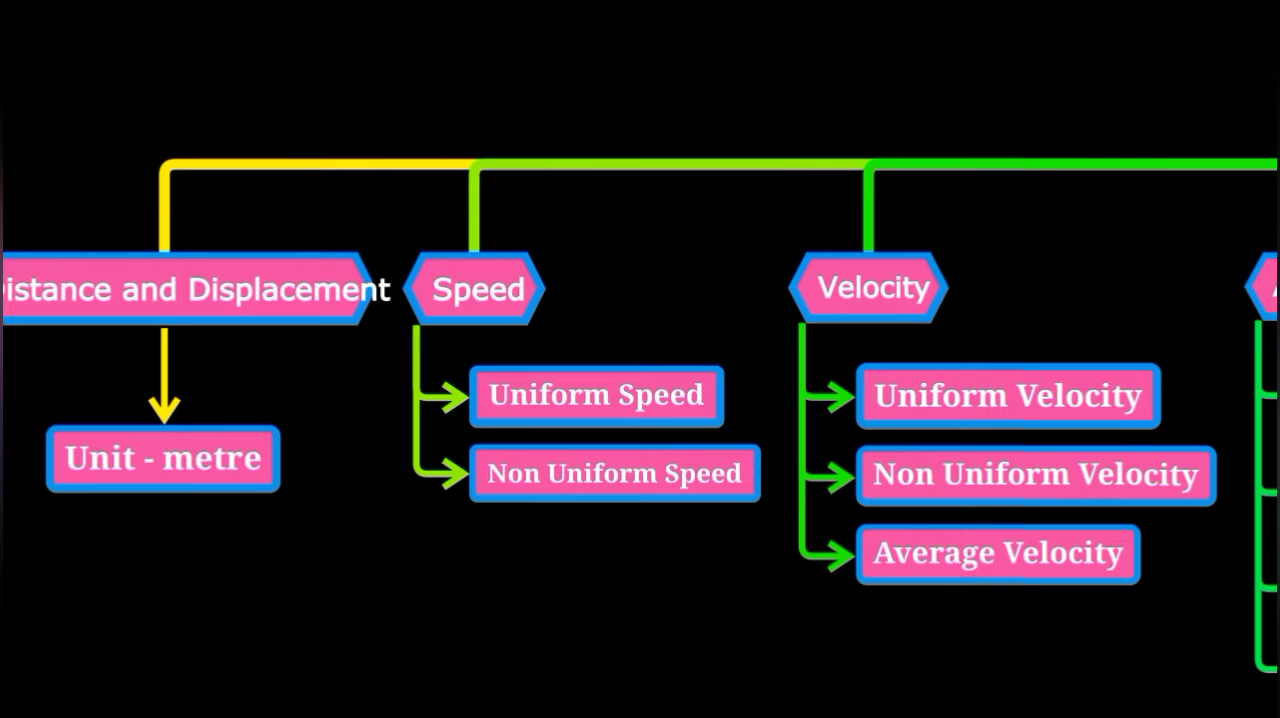 istance and Displacement
Speed
Velocity
Unit - metre
Uniform Speed
Non Uniform Speed
Uniform Velocity
Non Uniform Velocity
Average Velocity